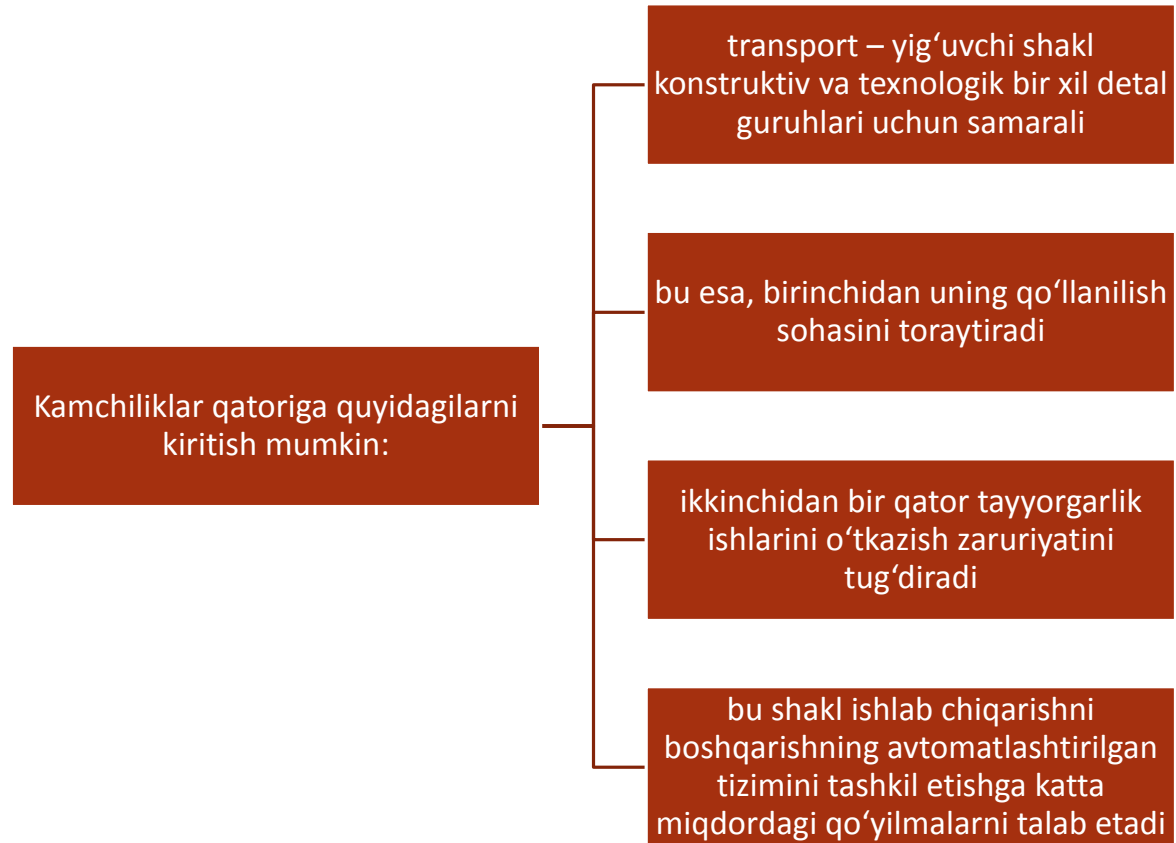 Kamchiliklar qatoriga quyidagilarni
kiritish mumkin:
transport – yig‘uvchi shakl
konstruktiv va texnologik bir xil detal
guruhlari uchun samarali
bu esa, birinchidan uning qo‘llanilish
sohasini toraytiradi
ikkinchidan bir qator tayyorgarlik
ishlarini o‘tkazish zaruriyatini
tug‘diradi
bu shakl ishlab chiqarishni
boshqarishning avtomatlashtirilgan
tizimini tashkil etishga katta
miqdordagi qo‘yilmalarni talab etadi